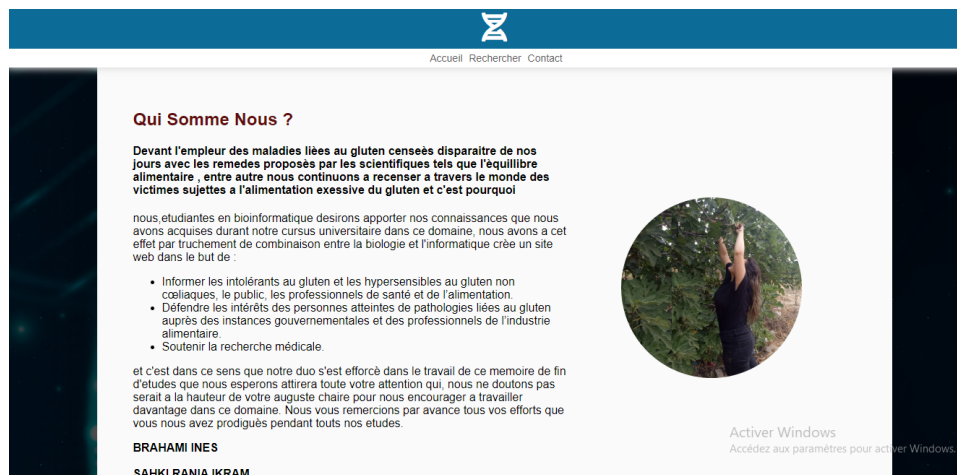 Accueil Rechercher Contact
Qui Somme Nous ?
Devant l'empleur des maladies lièes au gluten censeès disparaitre de nos
jours avec les remedes proposès par les scientifiques tels que l'èquillibre
alimentaire , entre autre nous continuons a recenser a travers le monde des
victimes sujettes a l'alimentation exessive du gluten et c'est pourquoi
nous,etudiantes en bioinformatique desirons apporter nos connaissances que nous
avons acquises durant notre cursus universitaire dans ce domaine, nous avons a cet
effet par truchement de combinaison entre la biologie et l'informatique crèe un site
web dans le but de :
• Informer les intolérants au gluten et les hypersensibles au gluten non
cœliaques, le public, les professionnels de santé et de l'alimentation.
• Défendre les intérêts des personnes atteintes de pathologies liées au gluten
auprès des instances gouvernementales et des professionnels de l'industrie
alimentaire.
• Soutenir la recherche médicale.
et c'est dans ce sens que notre duo s'est efforcè dans le travail de ce memoire de fin
d'etudes que nous esperons attirera toute votre attention qui, nous ne doutons pas
serait a la hauteur de votre auguste chaire pour nous encourager a travailler
davantage dans ce domaine. Nous vous remercions par avance tous vos efforts que
vous nous avez prodiguès pendant touts nos etudes.
BRAHAMI INES
SAHKI RANIA IKRAM
Activer Windows
Accédez aux paramètres pour activer Windows.